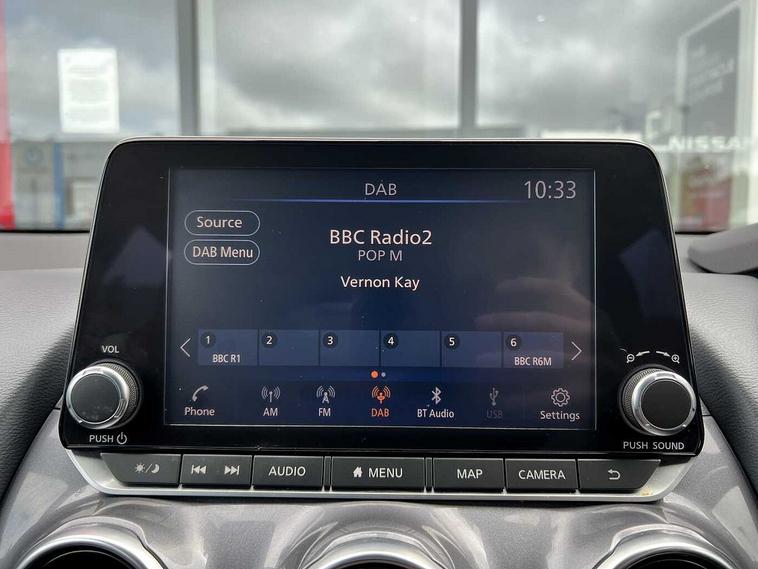 NISSAN
DAB 10:33
Source
DAB Menu
BBC Radio2
POP M
Vernon Kay
1 2 3 4 5 6
BBC R1 BBC R6M
Phone AM FM DAB BT Audio USB Settings
VOL
PUSH
PUSH SOUND
AUDIO MENU MAP CAMERA